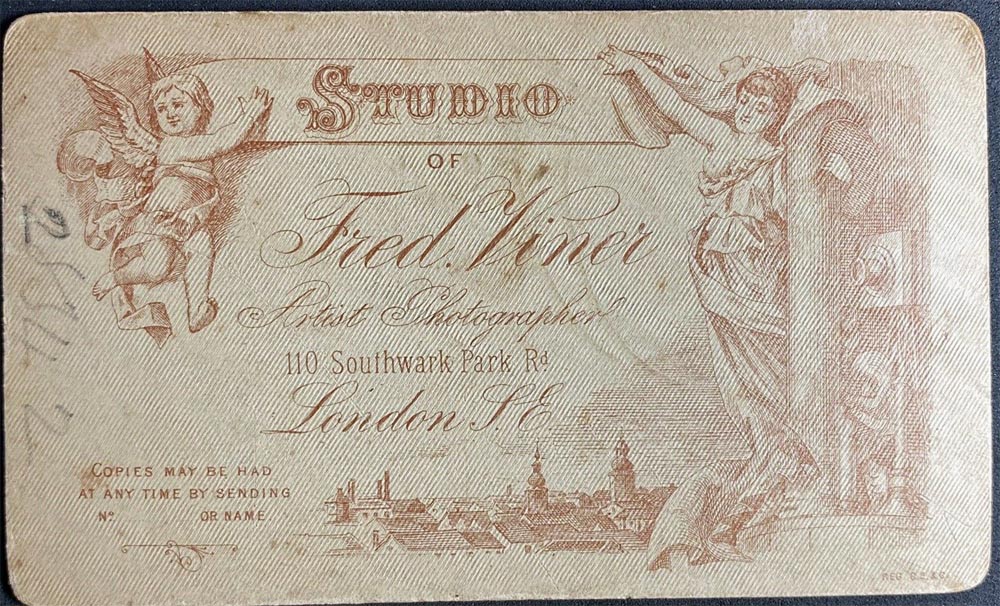 STUDIO
OF
Fred. Viner
Artist Photographer
110 Southwark Park Rd
London S.E.
COPIES MAY BE HAD
AT ANY TIME BY SENDING
No OR NAME.